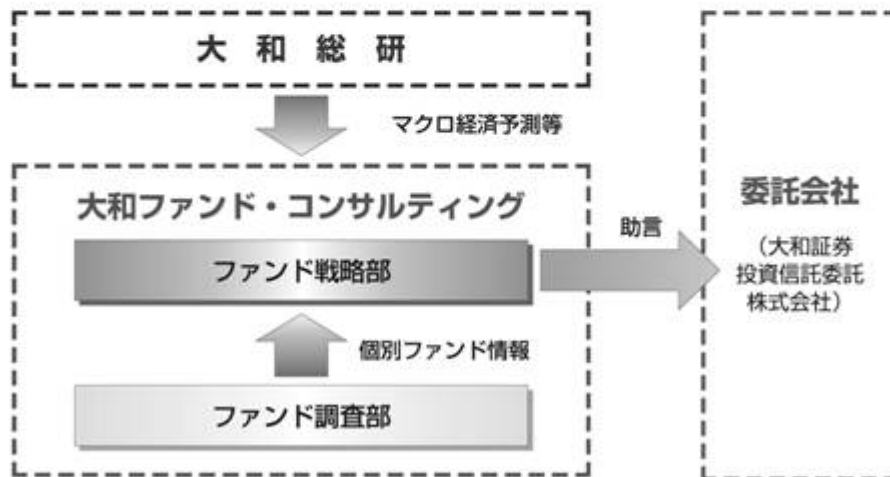 大和総研
マクロ経済予測等
大和ファンド・コンサルティング
ファンド戦略部
個別ファンド情報
ファンド調査部
助言
委託会社
（大和証券
投資信託委託
株式会社）